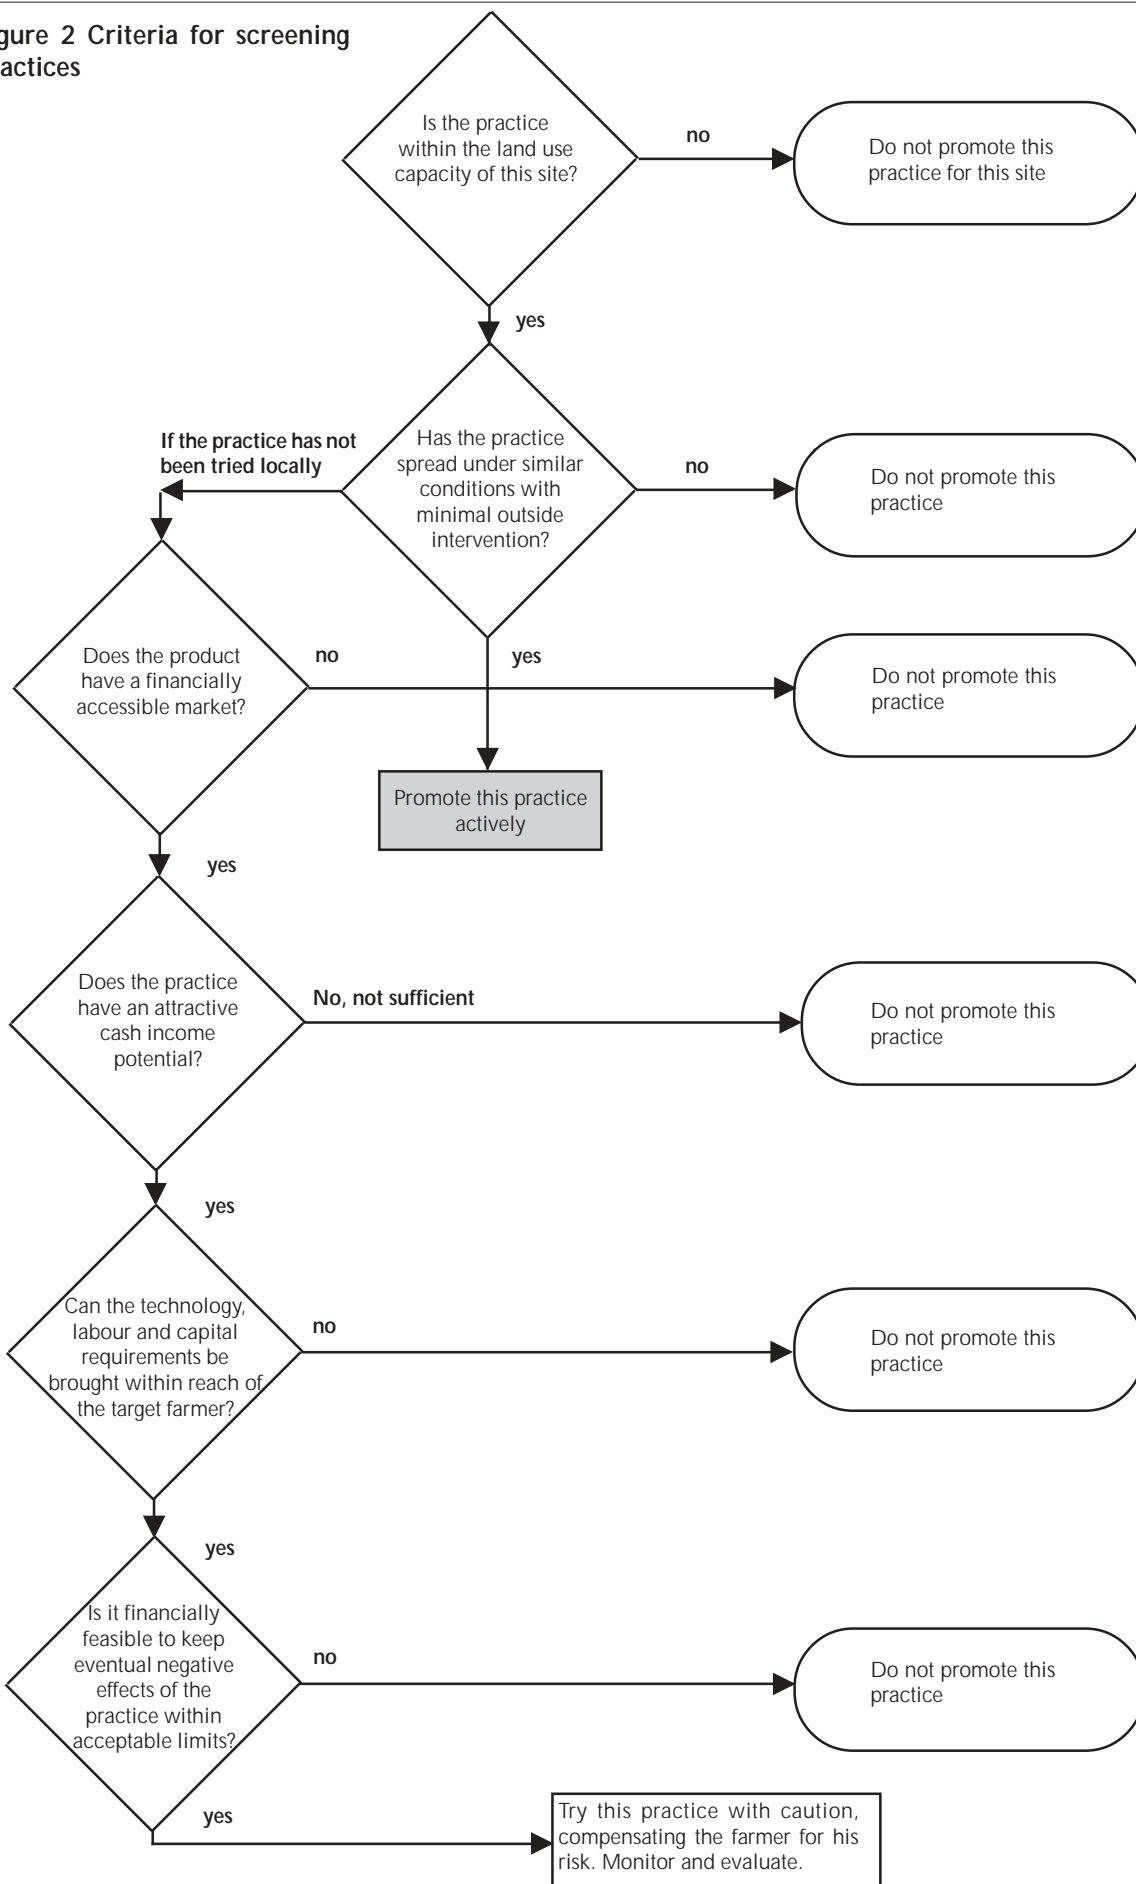 gure 2 Criteria for screening
actices
Is the practice
within the land use
capacity of this site?
no
Do not promote this
practice for this site
yes
If the practice has not
been tried locally
Has the practice
spread under similar
conditions with
minimal outside
intervention?
no
Do not promote this
practice
Does the product
have a financially
accessible market?
no
yes
Do not promote this
practice
Promote this practice
actively
yes
Does the practice
have an attractive
cash income
potential?
No, not sufficient
Do not promote this
practice
yes
Can the technology,
labour and capital
requirements be
brought within reach of
the target farmer?
no
Do not promote this
practice
yes
Is it financially
feasible to keep
eventual negative
effects of the
practice within
acceptable limits?
no
Do not promote this
practice
yes
Try this practice with caution,
compensating the farmer for his
risk. Monitor and evaluate.